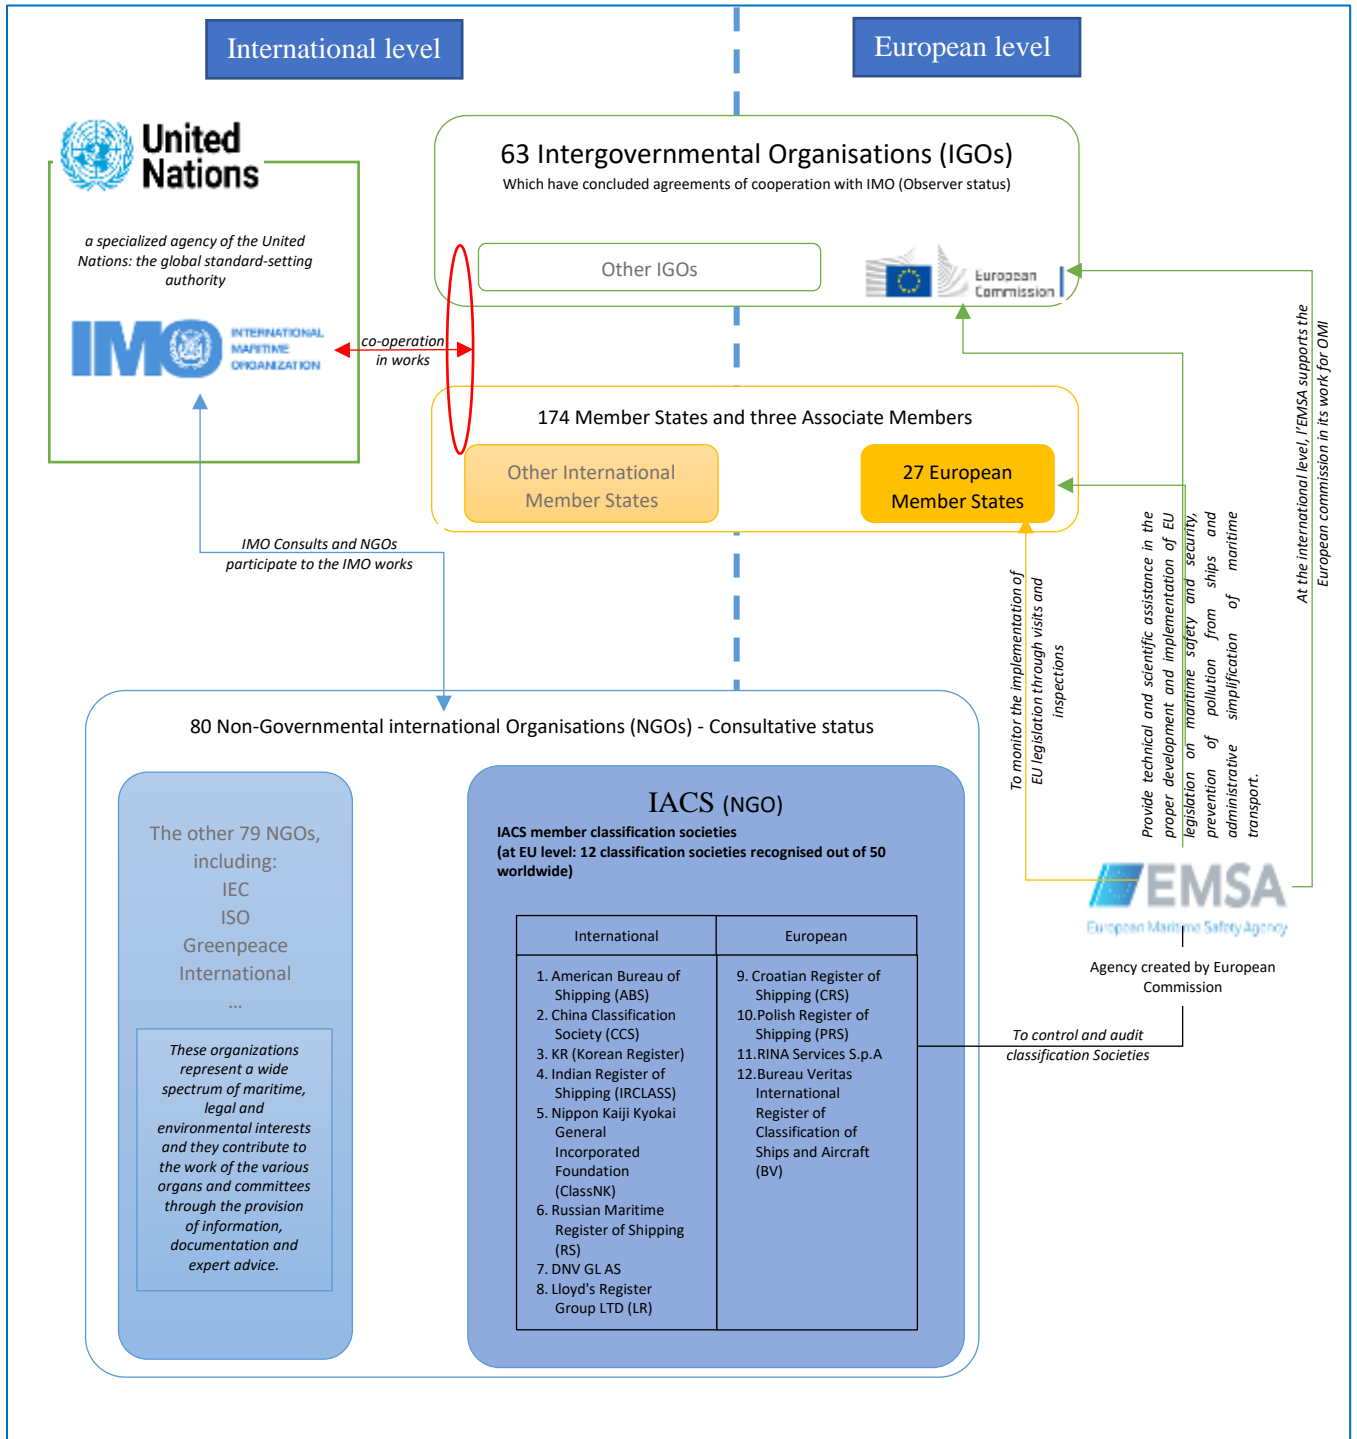 International level
European level
United
Nations
a specialized agency of the United
Nations: the global standard-setting
authority
IMO
INTERNATIONAL
MARITIME
ORGANIZATION
co-operation
in works
63 Intergovernmental Organisations (IGOs)
Which have concluded agreements of cooperation with IMO (Observer status)
Other IGOs
European
Commission
174 Member States and three Associate Members
Other International
Member States
27 European
Member States
IMO Consults and NGOs
participate to the IMO works
To monitor the implementation of
EU legislation through visits and
inspections
Provide technical and scientific assistance in the
proper development and implementation of EU
legislation on maritime safety and security,
prevention of pollution from ships and
administrative simplification of maritime
transport.
At the international level, l'EMSA supports the
European commission in its work for OMI
80 Non-Governmental international Organisations (NGOs) - Consultative status
The other 79 NGOs,
including:
IEC
ISO
Greenpeace
International
...
These organizations
represent a wide
spectrum of maritime,
legal and
environmental interests
and they contribute to
the work of the various
organs and committees
through the provision
of information,
documentation and
expert advice.
IACS (NGO)
IACS member classification societies
(at EU level: 12 classification societies recognised out of 50
worldwide)
International
1. American Bureau of
Shipping (ABS)
2. China Classification
Society (CCS)
3. KR (Korean Register)
4. Indian Register of
Shipping (IRCLASS)
5. Nippon Kaiji Kyokai
General
Incorporated
Foundation
(ClassNK)
6. Russian Maritime
Register of Shipping
(RS)
7. DNV GL AS
8. Lloyd's Register
Group LTD (LR)
European
9. Croatian Register of
Shipping (CRS)
10. Polish Register of
Shipping (PRS)
11. RINA Services S.p.A
12. Bureau Veritas
International
Register of
Classification of
Ships and Aircraft
(BV)
EMSA
European Maritime Safety Agency
Agency created by European
Commission
To control and audit
classification Societies